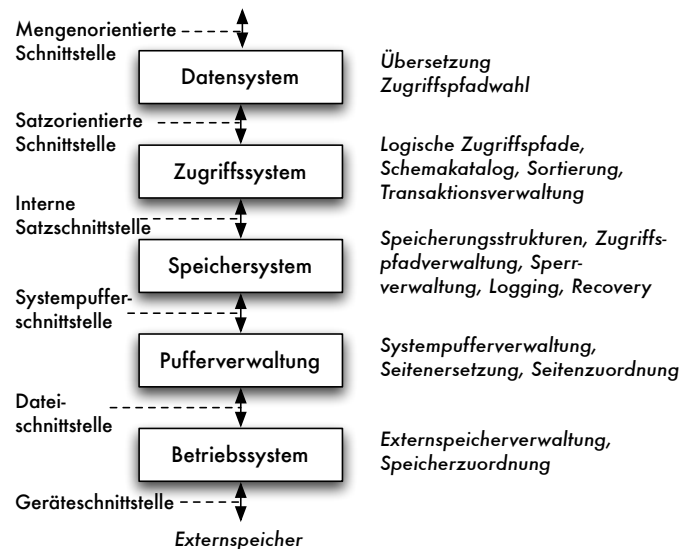 Mengenorientierte
Schnittstelle
Datensystem
Übersetzung
Zugriffspfadwahl
Satzorientierte
Schnittstelle
Zugriffssystem
Logische Zugriffspfade,
Schemakatalog, Sortierung,
Transaktionsverwaltung
Interne
Satzschnittstelle
Speichersystem
Speicherungsstrukturen, Zugriffs-
pfadverwaltung, Sperr-
verwaltung, Logging, Recovery
Systempuffer-
schnittstelle
Pufferverwaltung
Systempufferverwaltung,
Seitenersetzung, Seitenzuordnung
Datei-
schnittstelle
Betriebssystem
Externspeicherverwaltung,
Speicherzuordnung
Geräteschnittstelle
Externspeicher